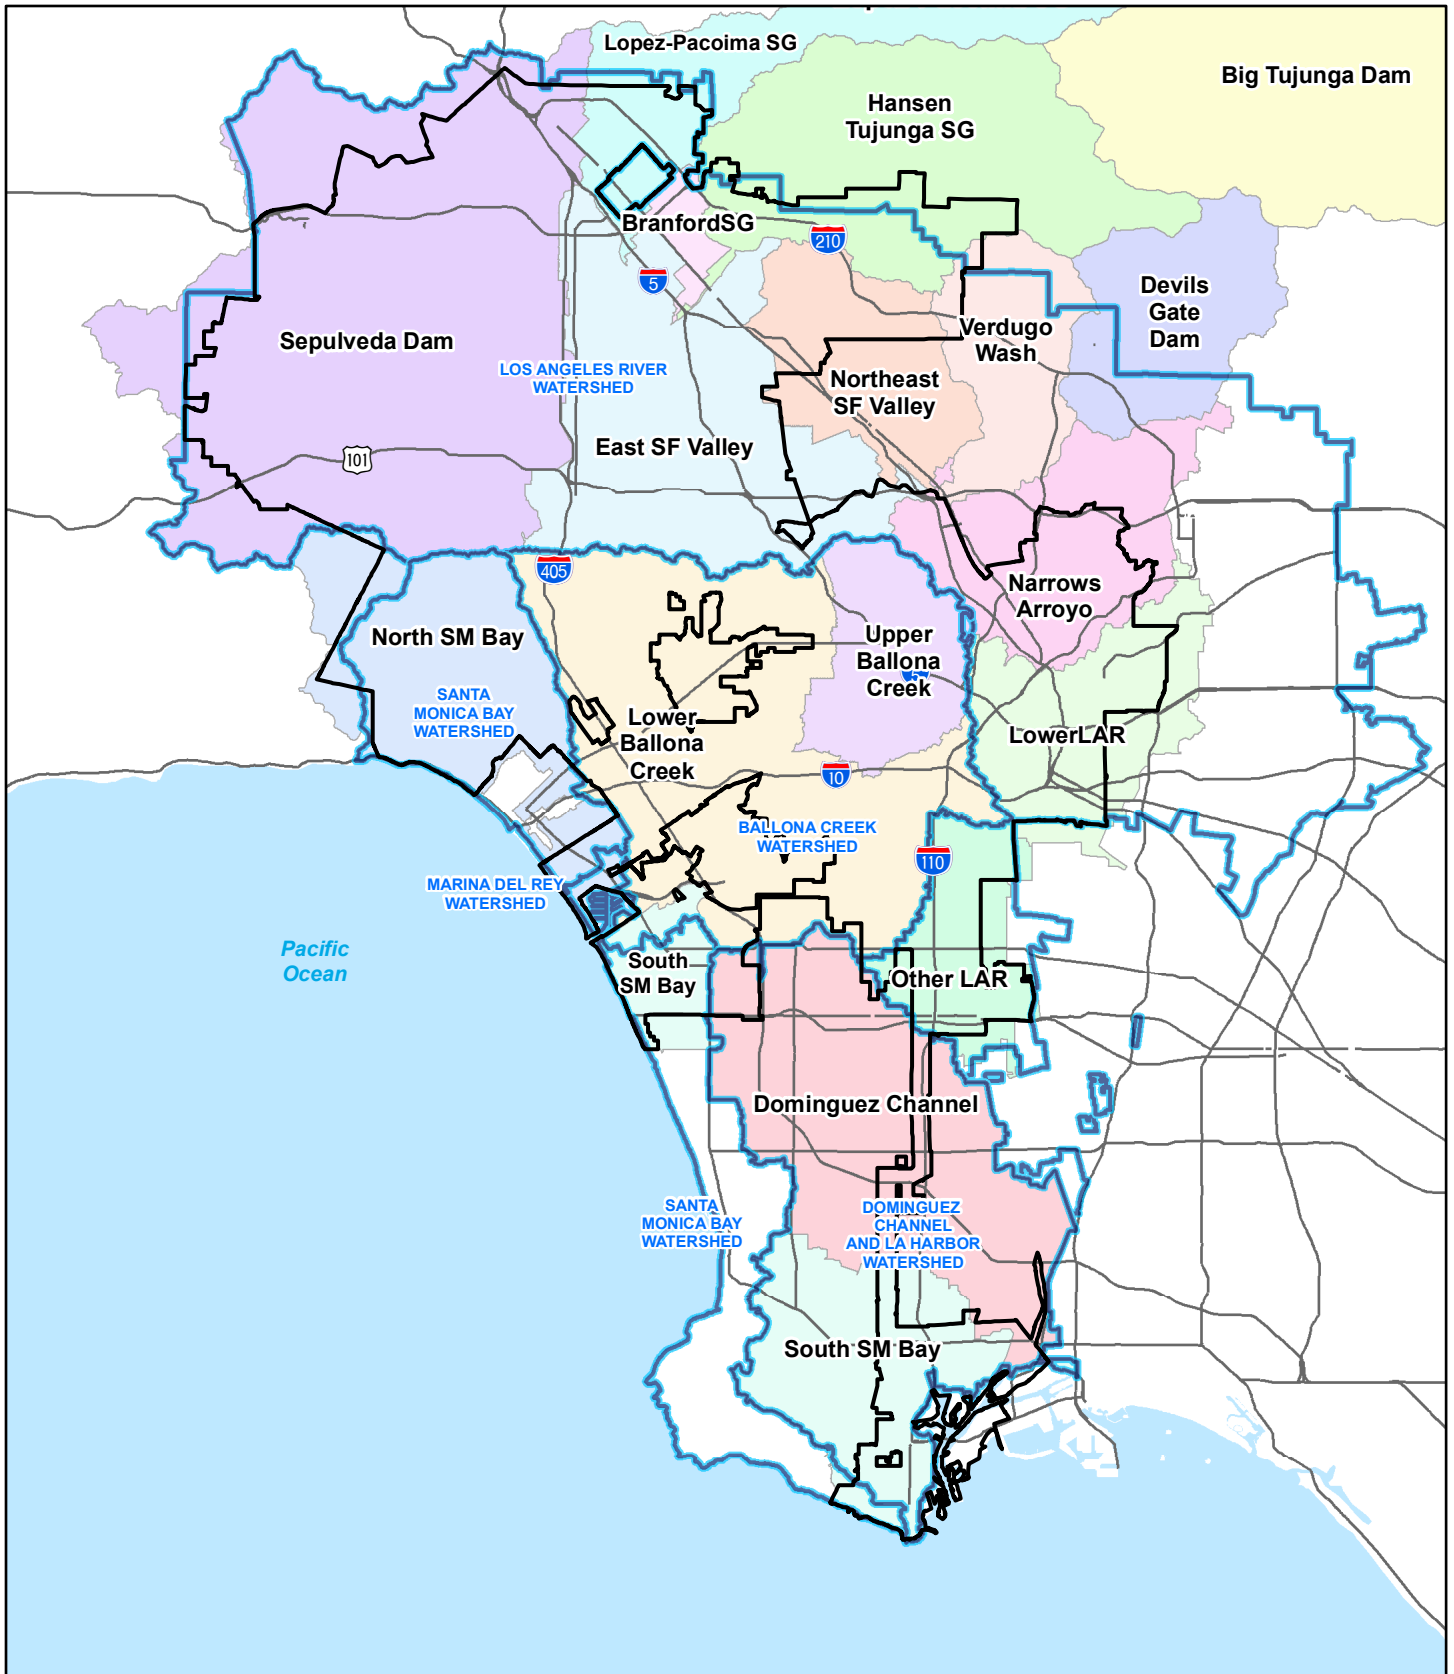 Lopez-Pacoima SG
Big Tujunga Dam
Hansen
Tujunga SG
BranfordSG
210
5
Devils
Gate
Dam
Sepulveda Dam
Verdugo
Wash
LOS ANGELES RIVER
WATERSHED
Northeast
SF Valley
East SF Valley
101
405
Narrows
Arroyo
North SM Bay
Upper
Ballona
Creek
SANTA
MONICA BAY
WATERSHED
Lower
Ballona
Creek
LowerLAR
10
BALLONA CREEK
WATERSHED
110
MARINA DEL REY
WATERSHED
Pacific
Ocean
South
SM Bay
Other LAR
Dominguez Channel
SANTA
MONICA BAY
WATERSHED
DOMINGUEZ
CHANNEL
AND LA HARBOR
WATERSHED
South SM Bay